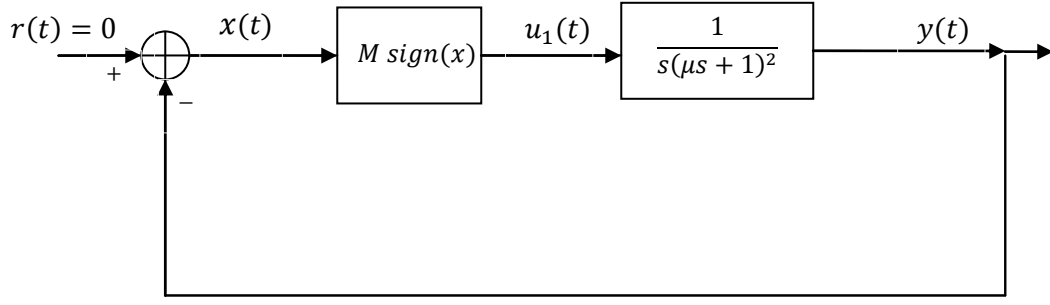 r(t) = 0
+
−
x(t)
M sign(x)
u₁(t)
1
s(μs + 1)²
y(t)